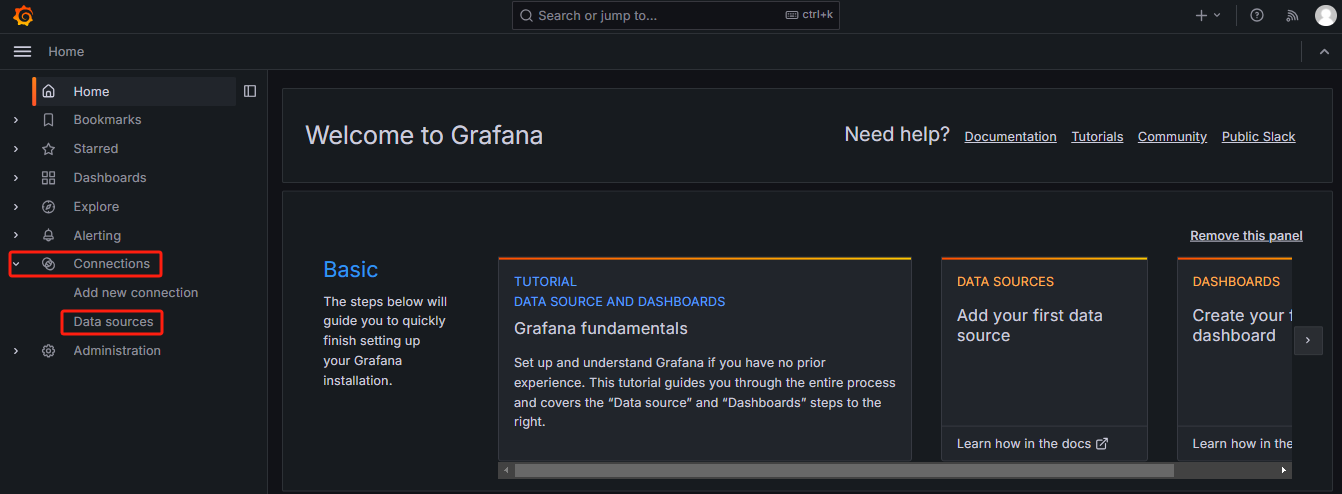 Search or jump to...
ctrl+k
Home
Home
Bookmarks
Starred
Dashboards
Explore
Alerting
Connections
Add new connection
Data sources
Administration
Welcome to Grafana
Need help?
Documentation
Tutorials
Community
Public Slack
Remove this panel
Basic
The steps below will
guide you to quickly
finish setting up
your Grafana
installation.
TUTORIAL
DATA SOURCE AND DASHBOARDS
Grafana fundamentals
Set up and understand Grafana if you have no prior
experience. This tutorial guides you through the entire process
and covers the “Data source” and “Dashboards” steps to the
right.
DATA SOURCES
Add your first data
source
Learn how in the docs
DASHBOARDS
Create your f
dashboard
Learn how in the